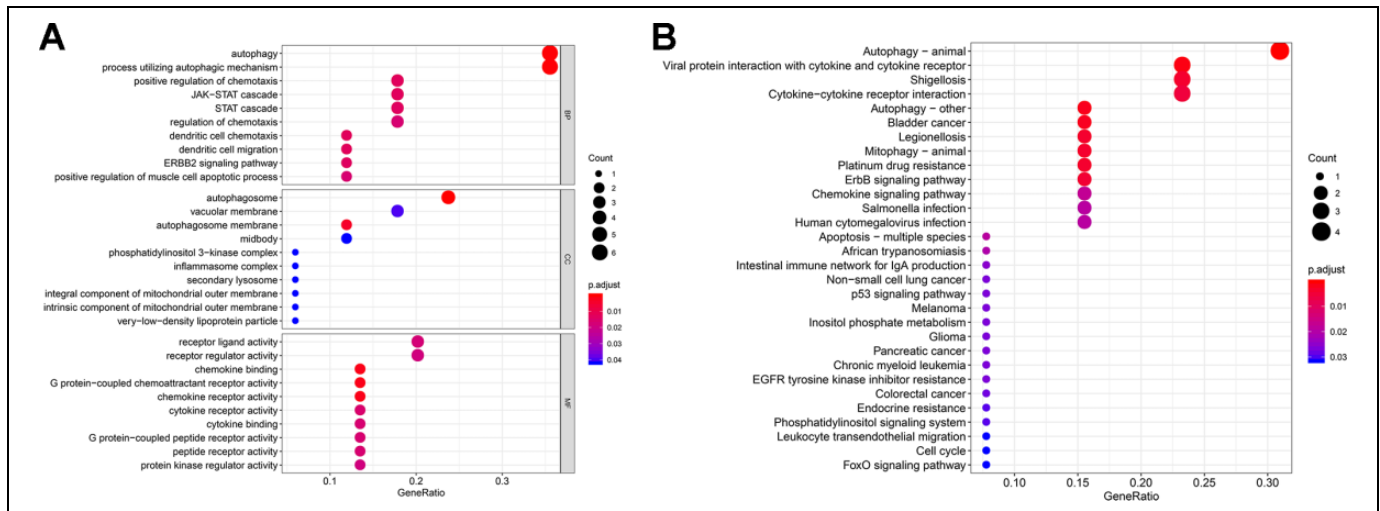 A
autophagy
process utilizing autophagic mechanism
positive regulation of chemotaxis
JAK−STAT cascade
STAT cascade
regulation of chemotaxis
dendritic cell chemotaxis
dendritic cell migration
ERBB2 signaling pathway
positive regulation of muscle cell apoptotic process
BP
autophagosome
vacuolar membrane
autophagosome membrane
midbody
phosphatidylinositol 3−kinase complex
inflammasome complex
secondary lysosome
integral component of mitochondrial outer membrane
intrinsic component of mitochondrial outer membrane
very−low−density lipoprotein particle
CC
receptor ligand activity
receptor regulator activity
chemokine binding
G protein−coupled chemoattractant receptor activity
chemokine receptor activity
cytokine receptor activity
cytokine binding
G protein−coupled peptide receptor activity
peptide receptor activity
protein kinase regulator activity
MF
0.1 0.2 0.3
GeneRatio
Count
1
2
3
4
5
6
p.adjust
0.01
0.02
0.03
0.04
B
Autophagy − animal
Viral protein interaction with cytokine and cytokine receptor
Shigellosis
Cytokine−cytokine receptor interaction
Autophagy − other
Bladder cancer
Legionellosis
Mitophagy − animal
Platinum drug resistance
ErbB signaling pathway
Chemokine signaling pathway
Salmonella infection
Human cytomegalovirus infection
Apoptosis − multiple species
African trypanosomiasis
Intestinal immune network for IgA production
Non−small cell lung cancer
p53 signaling pathway
Melanoma
Inositol phosphate metabolism
Glioma
Pancreatic cancer
Chronic myeloid leukemia
EGFR tyrosine kinase inhibitor resistance
Colorectal cancer
Endocrine resistance
Phosphatidylinositol signaling system
Leukocyte transendothelial migration
Cell cycle
FoxO signaling pathway
0.10 0.15 0.20 0.25 0.30
GeneRatio
Count
1
2
3
4
p.adjust
0.01
0.02
0.03